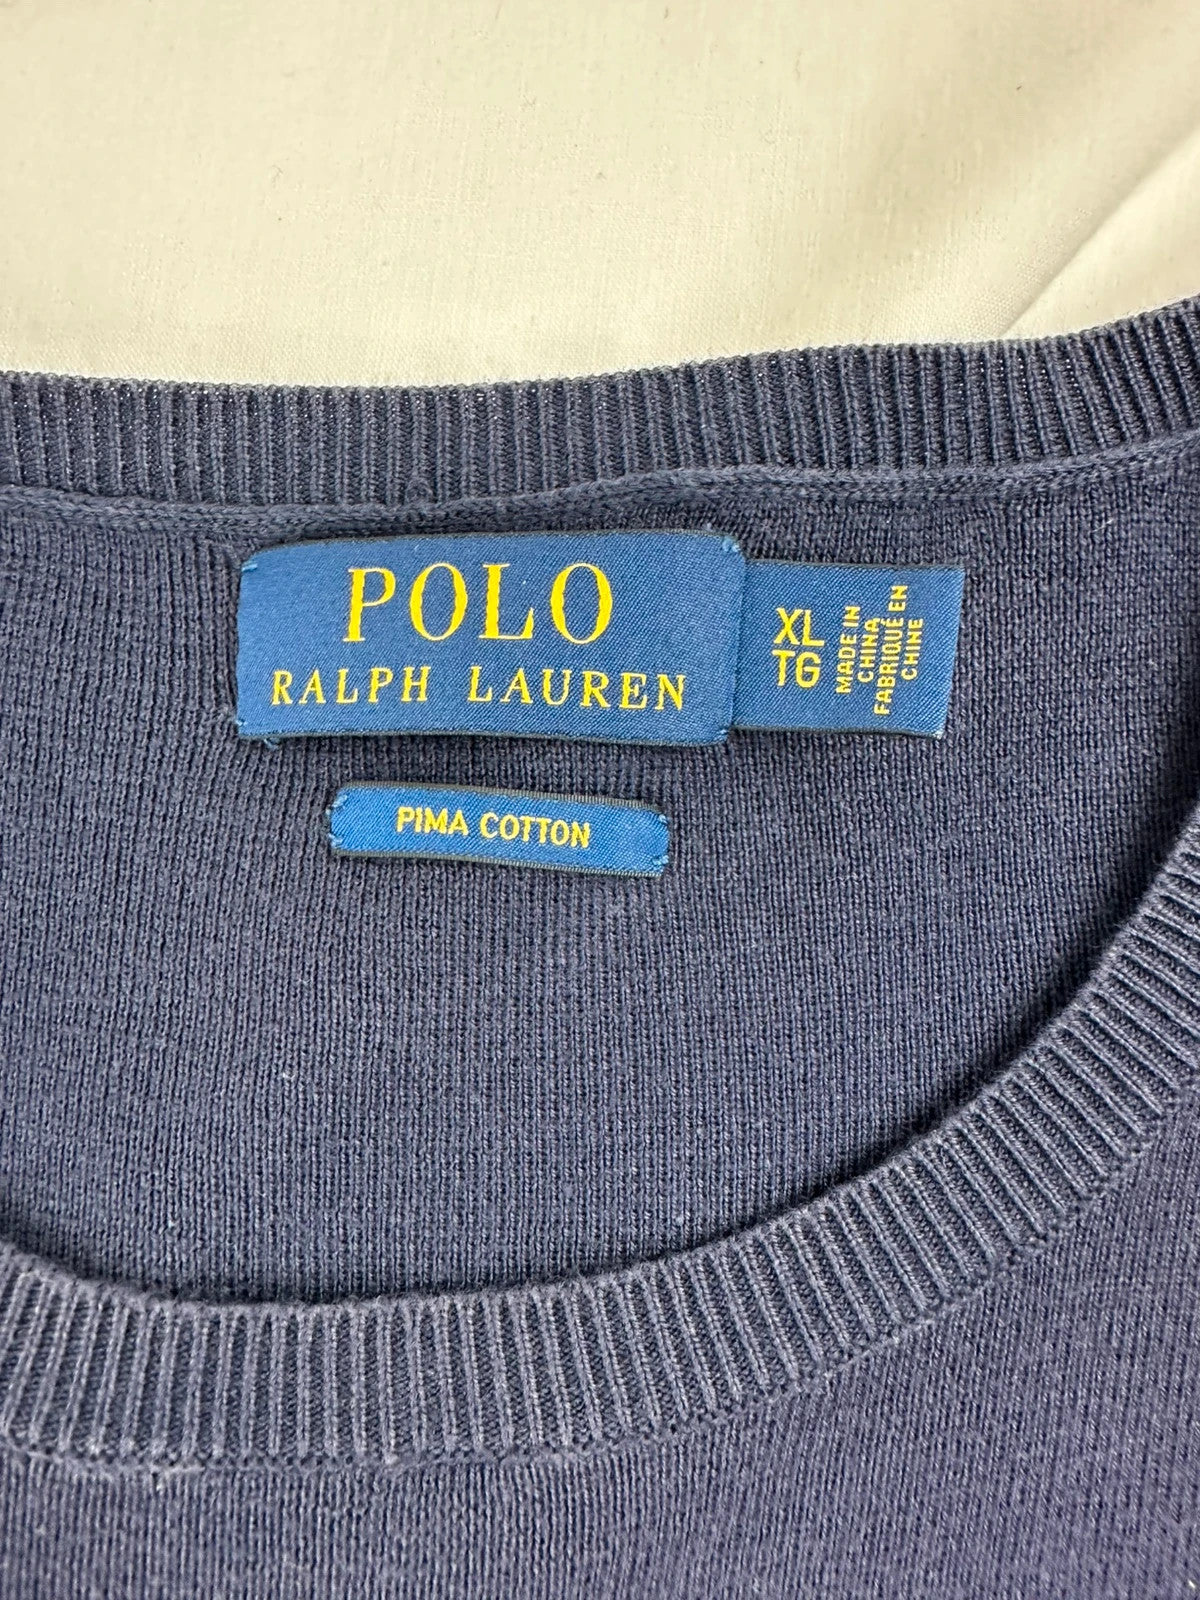 POLO
RALPH LAUREN
XL
TG
MADE IN
CHINA
FABRIQUÉ EN
CHINE
PIMA COTTON